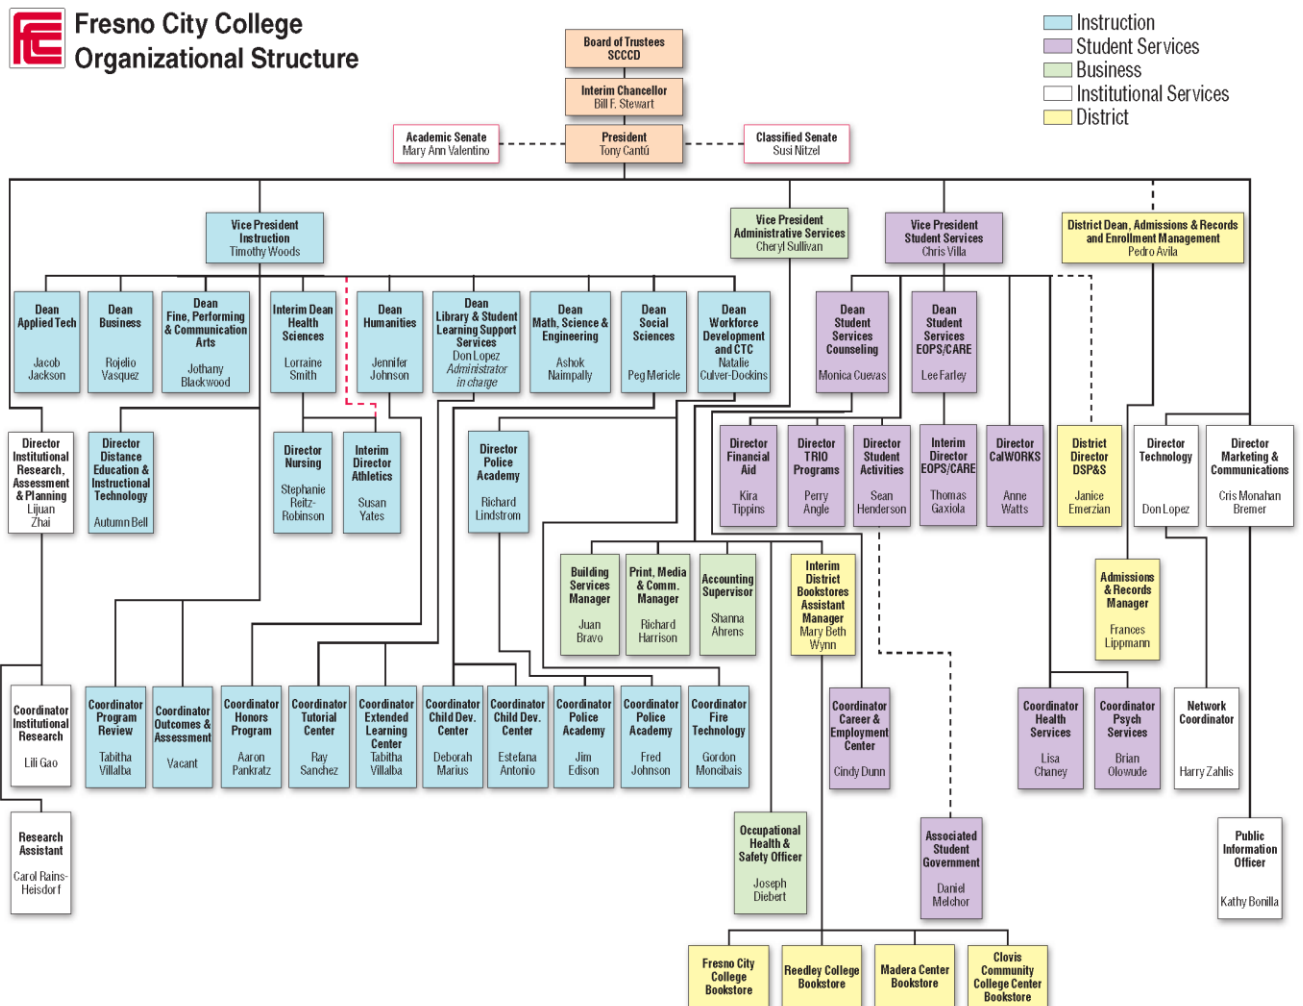 Fresno City College
Organizational Structure
Instruction
Student Services
Business
Institutional Services
District
Board of Trustees
SCCCD
Interim Chancellor
Bill F. Stewart
Academic Senate
Mary Ann Valentino
President
Tony Cantú
Classified Senate
Susi Nitzel
Vice President
Instruction
Timothy Woods
Vice President
Administrative Services
Cheryl Sullivan
Vice President
Student Services
Chris Villa
District Dean, Admissions & Records
and Enrollment Management
Pedro Avila
Dean
Applied Tech
Jacob
Jackson
Dean
Business
Rojelio
Vasquez
Dean
Fine, Performing
& Communication
Arts
Jothany
Blackwood
Interim Dean
Health
Sciences
Lorraine
Smith
Dean
Humanities
Jennifer
Johnson
Dean
Library & Student
Learning Support
Services
Don Lopez
Administrator
in charge
Dean
Math, Science &
Engineering
Ashok
Naimpally
Dean
Social
Sciences
Peg Mericle
Dean
Workforce
Development
and CTC
Natalie
Culver-Dockins
Dean
Student
Services
Counseling
Monica Cuevas
Dean
Student
Services
EOPS/CARE
Lee Farley
Director
Institutional
Research,
Assessment
& Planning
Lijuan
Zhai
Director
Distance
Education &
Instructional
Technology
Autumn Bell
Director
Nursing
Stephanie
Reitz-
Robinson
Interim
Director
Athletics
Susan
Yates
Director
Police
Academy
Richard
Lindstrom
Director
Financial
Aid
Kira
Tippins
Director
TRIO
Programs
Perry
Angle
Director
Student
Activities
Sean
Henderson
Interim
Director
EOPS/CARE
Thomas
Gaxiola
Director
CalWORKS
Anne
Watts
District
Director
DSP&S
Janice
Emerzian
Director
Technology
Don Lopez
Director
Marketing &
Communications
Cris Monahan
Bremer
Building
Services
Manager
Juan
Bravo
Print, Media
& Comm.
Manager
Richard
Harrison
Accounting
Supervisor
Shanna
Ahrens
Interim
District
Bookstores
Assistant
Manager
Mary Beth
Wynn
Admissions
& Records
Manager
Frances
Lippmann
Coordinator
Institutional
Research
Lili Gao
Coordinator
Program
Review
Tabitha
Villalba
Coordinator
Outcomes &
Assessment
Vacant
Coordinator
Honors
Program
Aaron
Pankratz
Coordinator
Tutorial
Center
Ray
Sanchez
Coordinator
Extended
Learning
Center
Tabitha
Villalba
Coordinator
Child Dev.
Center
Deborah
Marius
Coordinator
Child Dev.
Center
Estefana
Antonio
Coordinator
Police
Academy
Jim
Edison
Coordinator
Police
Academy
Fred
Johnson
Coordinator
Fire
Technology
Gordon
Moncibais
Coordinator
Career &
Employment
Center
Cindy Dunn
Coordinator
Health
Services
Lisa
Chaney
Coordinator
Psych
Services
Brian
Olowude
Network
Coordinator
Harry Zahlis
Research
Assistant
Carol Rains-
Heisdorf
Occupational
Health &
Safety Officer
Joseph
Diebert
Associated
Student
Government
Daniel
Melchor
Public
Information
Officer
Kathy Bonilla
Fresno City
College
Bookstore
Reedley College
Bookstore
Madera Center
Bookstore
Clovis
Community
College Center
Bookstore